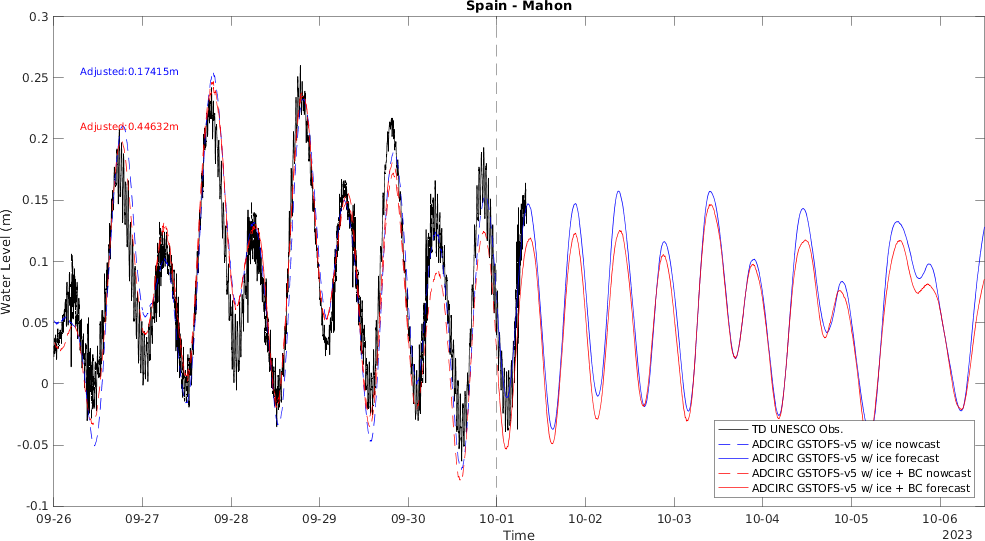 Spain - Mahon
Water Level (m)
0.3
0.25
0.2
0.15
0.1
0.05
0
-0.05
-0.1
Adjusted:0.17415m
Adjusted:0.44632m
TD UNESCO Obs.
ADCIRC GSTOFS-v5 w/ ice nowcast
ADCIRC GSTOFS-v5 w/ ice forecast
ADCIRC GSTOFS-v5 w/ ice + BC nowcast
ADCIRC GSTOFS-v5 w/ ice + BC forecast
09-26 09-27 09-28 09-29 09-30 10-01 10-02 10-03 10-04 10-05 10-06
Time
2023